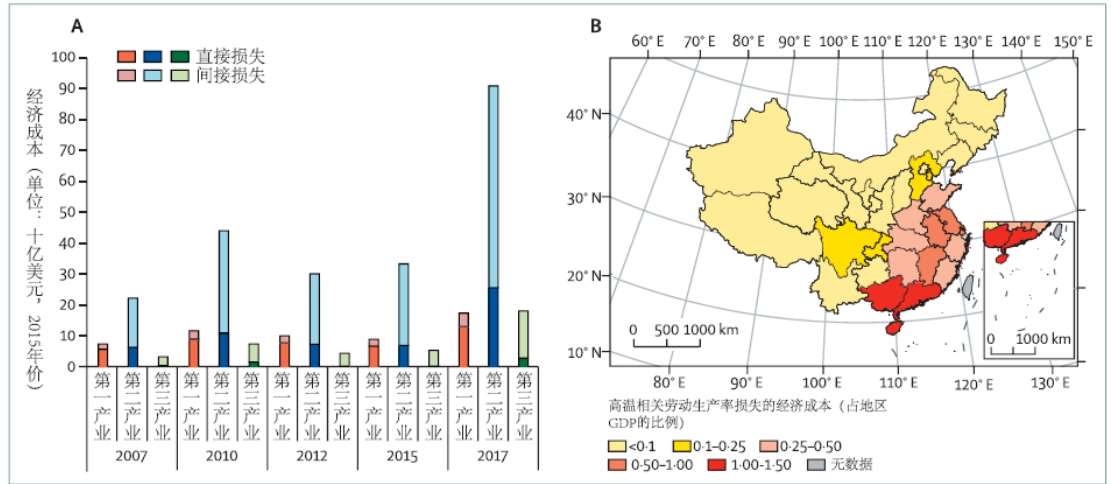 A
直接损失
间接损失
经济成本(单位:十亿美元,2015年价)
100
90
80
70
60
50
40
30
20
10
0
第一产业 第二产业 第三产业 第一产业 第二产业 第三产业 第一产业 第二产业 第三产业 第一产业 第二产业 第三产业 第一产业 第二产业 第三产业
2007 2010 2012 2015 2017
B
60° E 70° E 80° E 90° E 100° E 110° E 120° E 130° E 140° E 150° E
40° N
30° N
20° N
10° N
0 500 1000 km
0 1000 km
80° E 90° E 100° E 110° E 120° E 130° E
高温相关劳动生产率损失的经济成本(占地区
GDP的比例)
<0·1 0·1–0·25 0·25–0·50
0·50–1·00 1·00-1·50 无数据